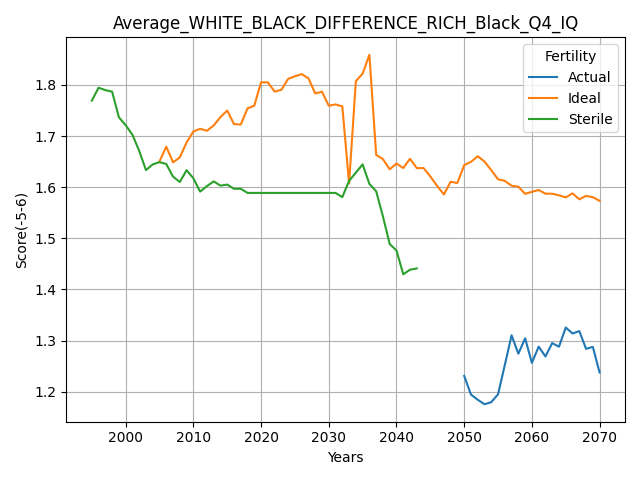 Average_WHITE_BLACK_DIFFERENCE_RICH_Black_Q4_IQ
Fertility
Actual
Ideal
Sterile
Score(-5-6)
1.8
1.7
1.6
1.5
1.4
1.3
1.2
2000 2010 2020 2030 2040 2050 2060 2070
Years